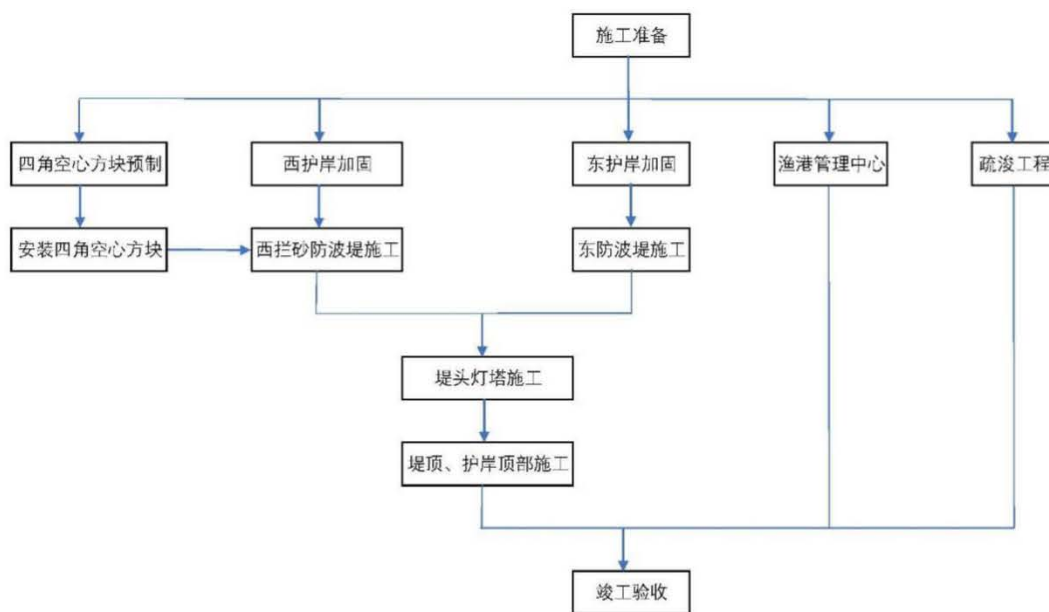 施工准备
四角空心方块预制
西护岸加固
东护岸加固
渔港管理中心
疏浚工程
安装四角空心方块
西拦砂防波堤施工
东防波堤施工
堤头灯塔施工
堤顶、护岸顶部施工
竣工验收